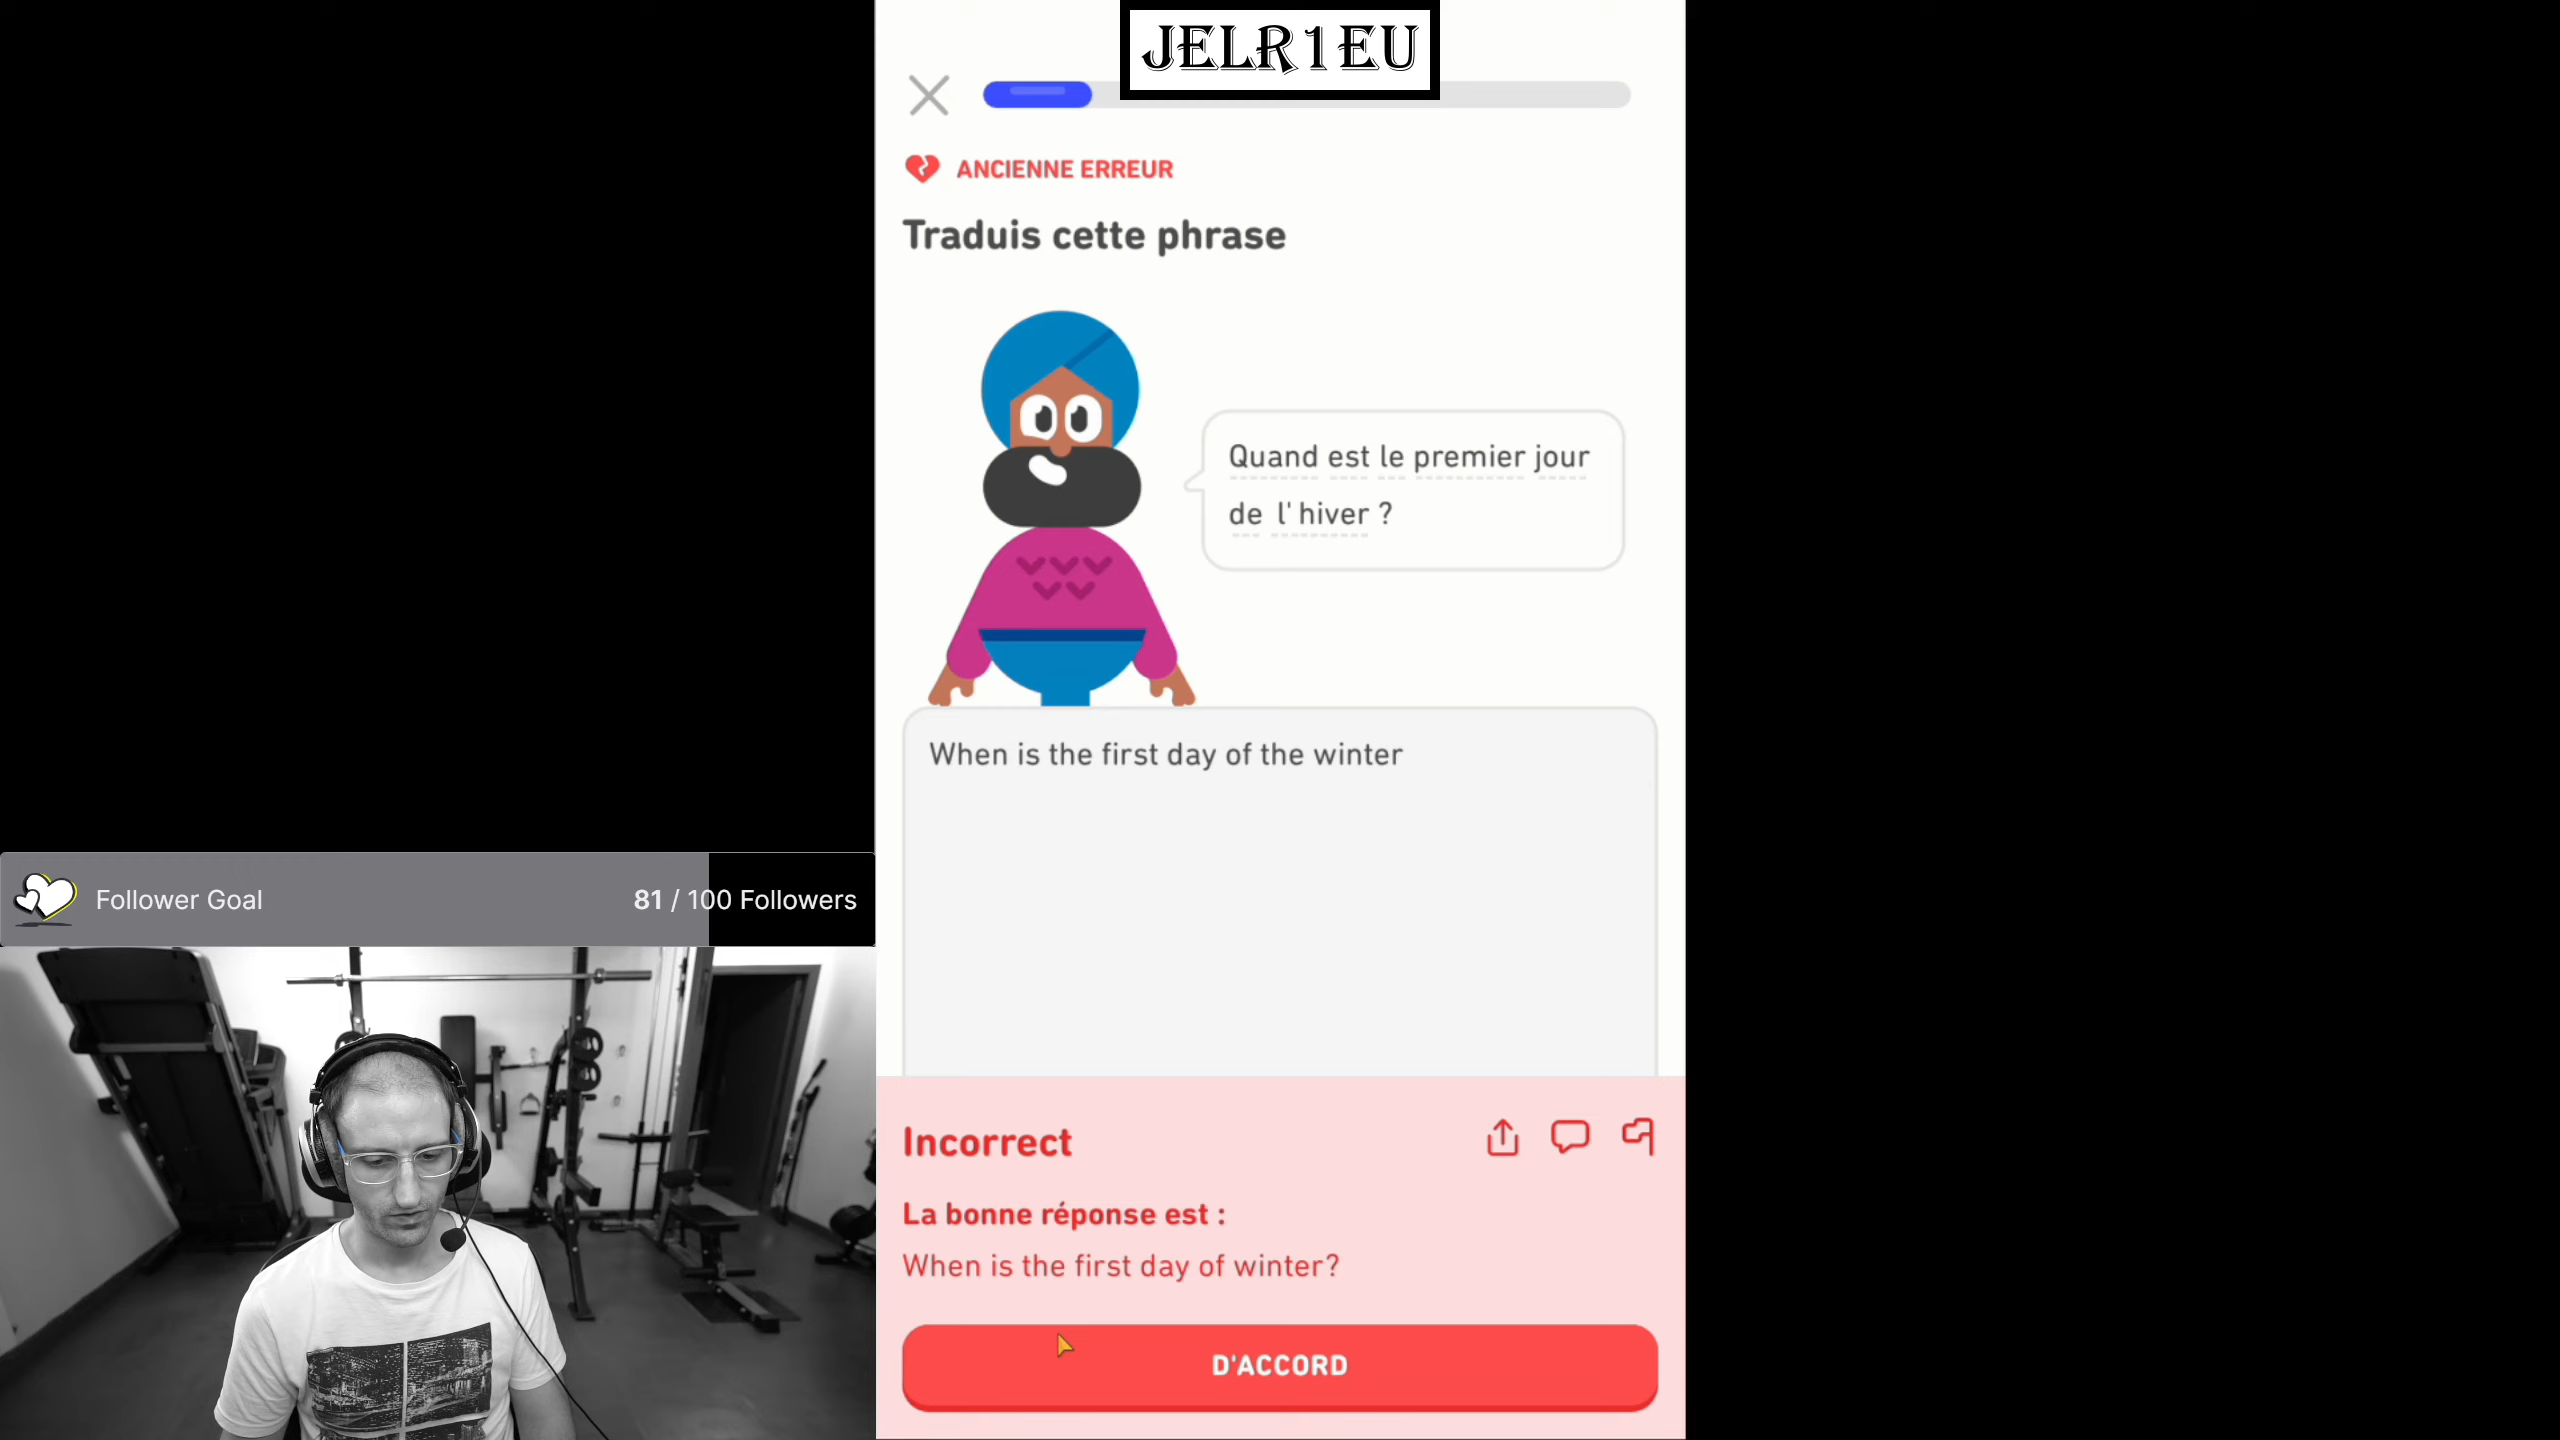 JELR1EU
ANCIENNE ERREUR
Traduis cette phrase
Quand est le premier jour
de l'hiver ?
When is the first day of the winter
Follower Goal
81 / 100 Followers
Incorrect
La bonne réponse est :
When is the first day of winter?
D'ACCORD